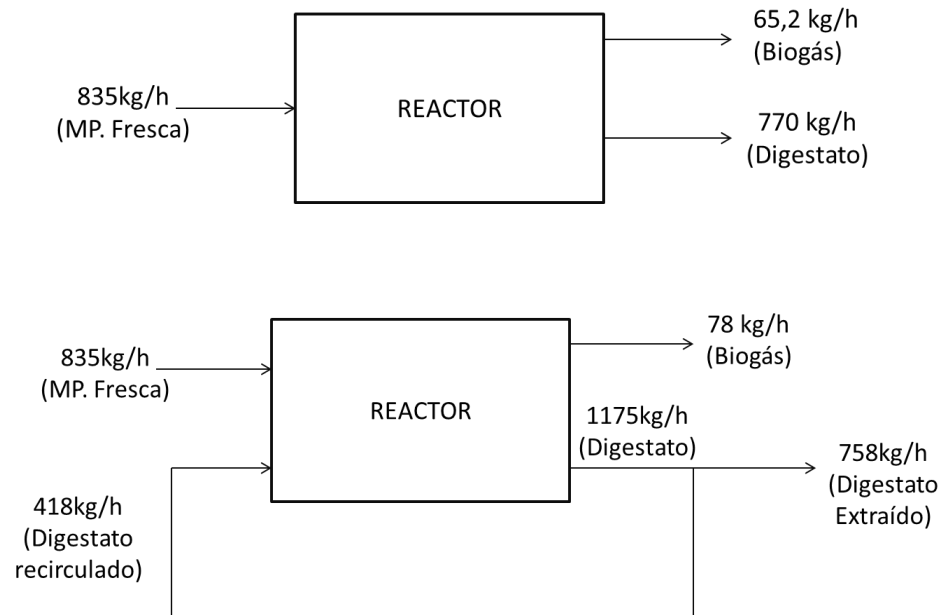 65,2 kg/h
(Biogás)
835kg/h
(MP. Fresca)
REACTOR
770 kg/h
(Digestato)
78 kg/h
(Biogás)
835kg/h
(MP. Fresca)
REACTOR
1175kg/h
(Digestato)
758kg/h
(Digestato
Extraído)
418kg/h
(Digestato
recirculado)